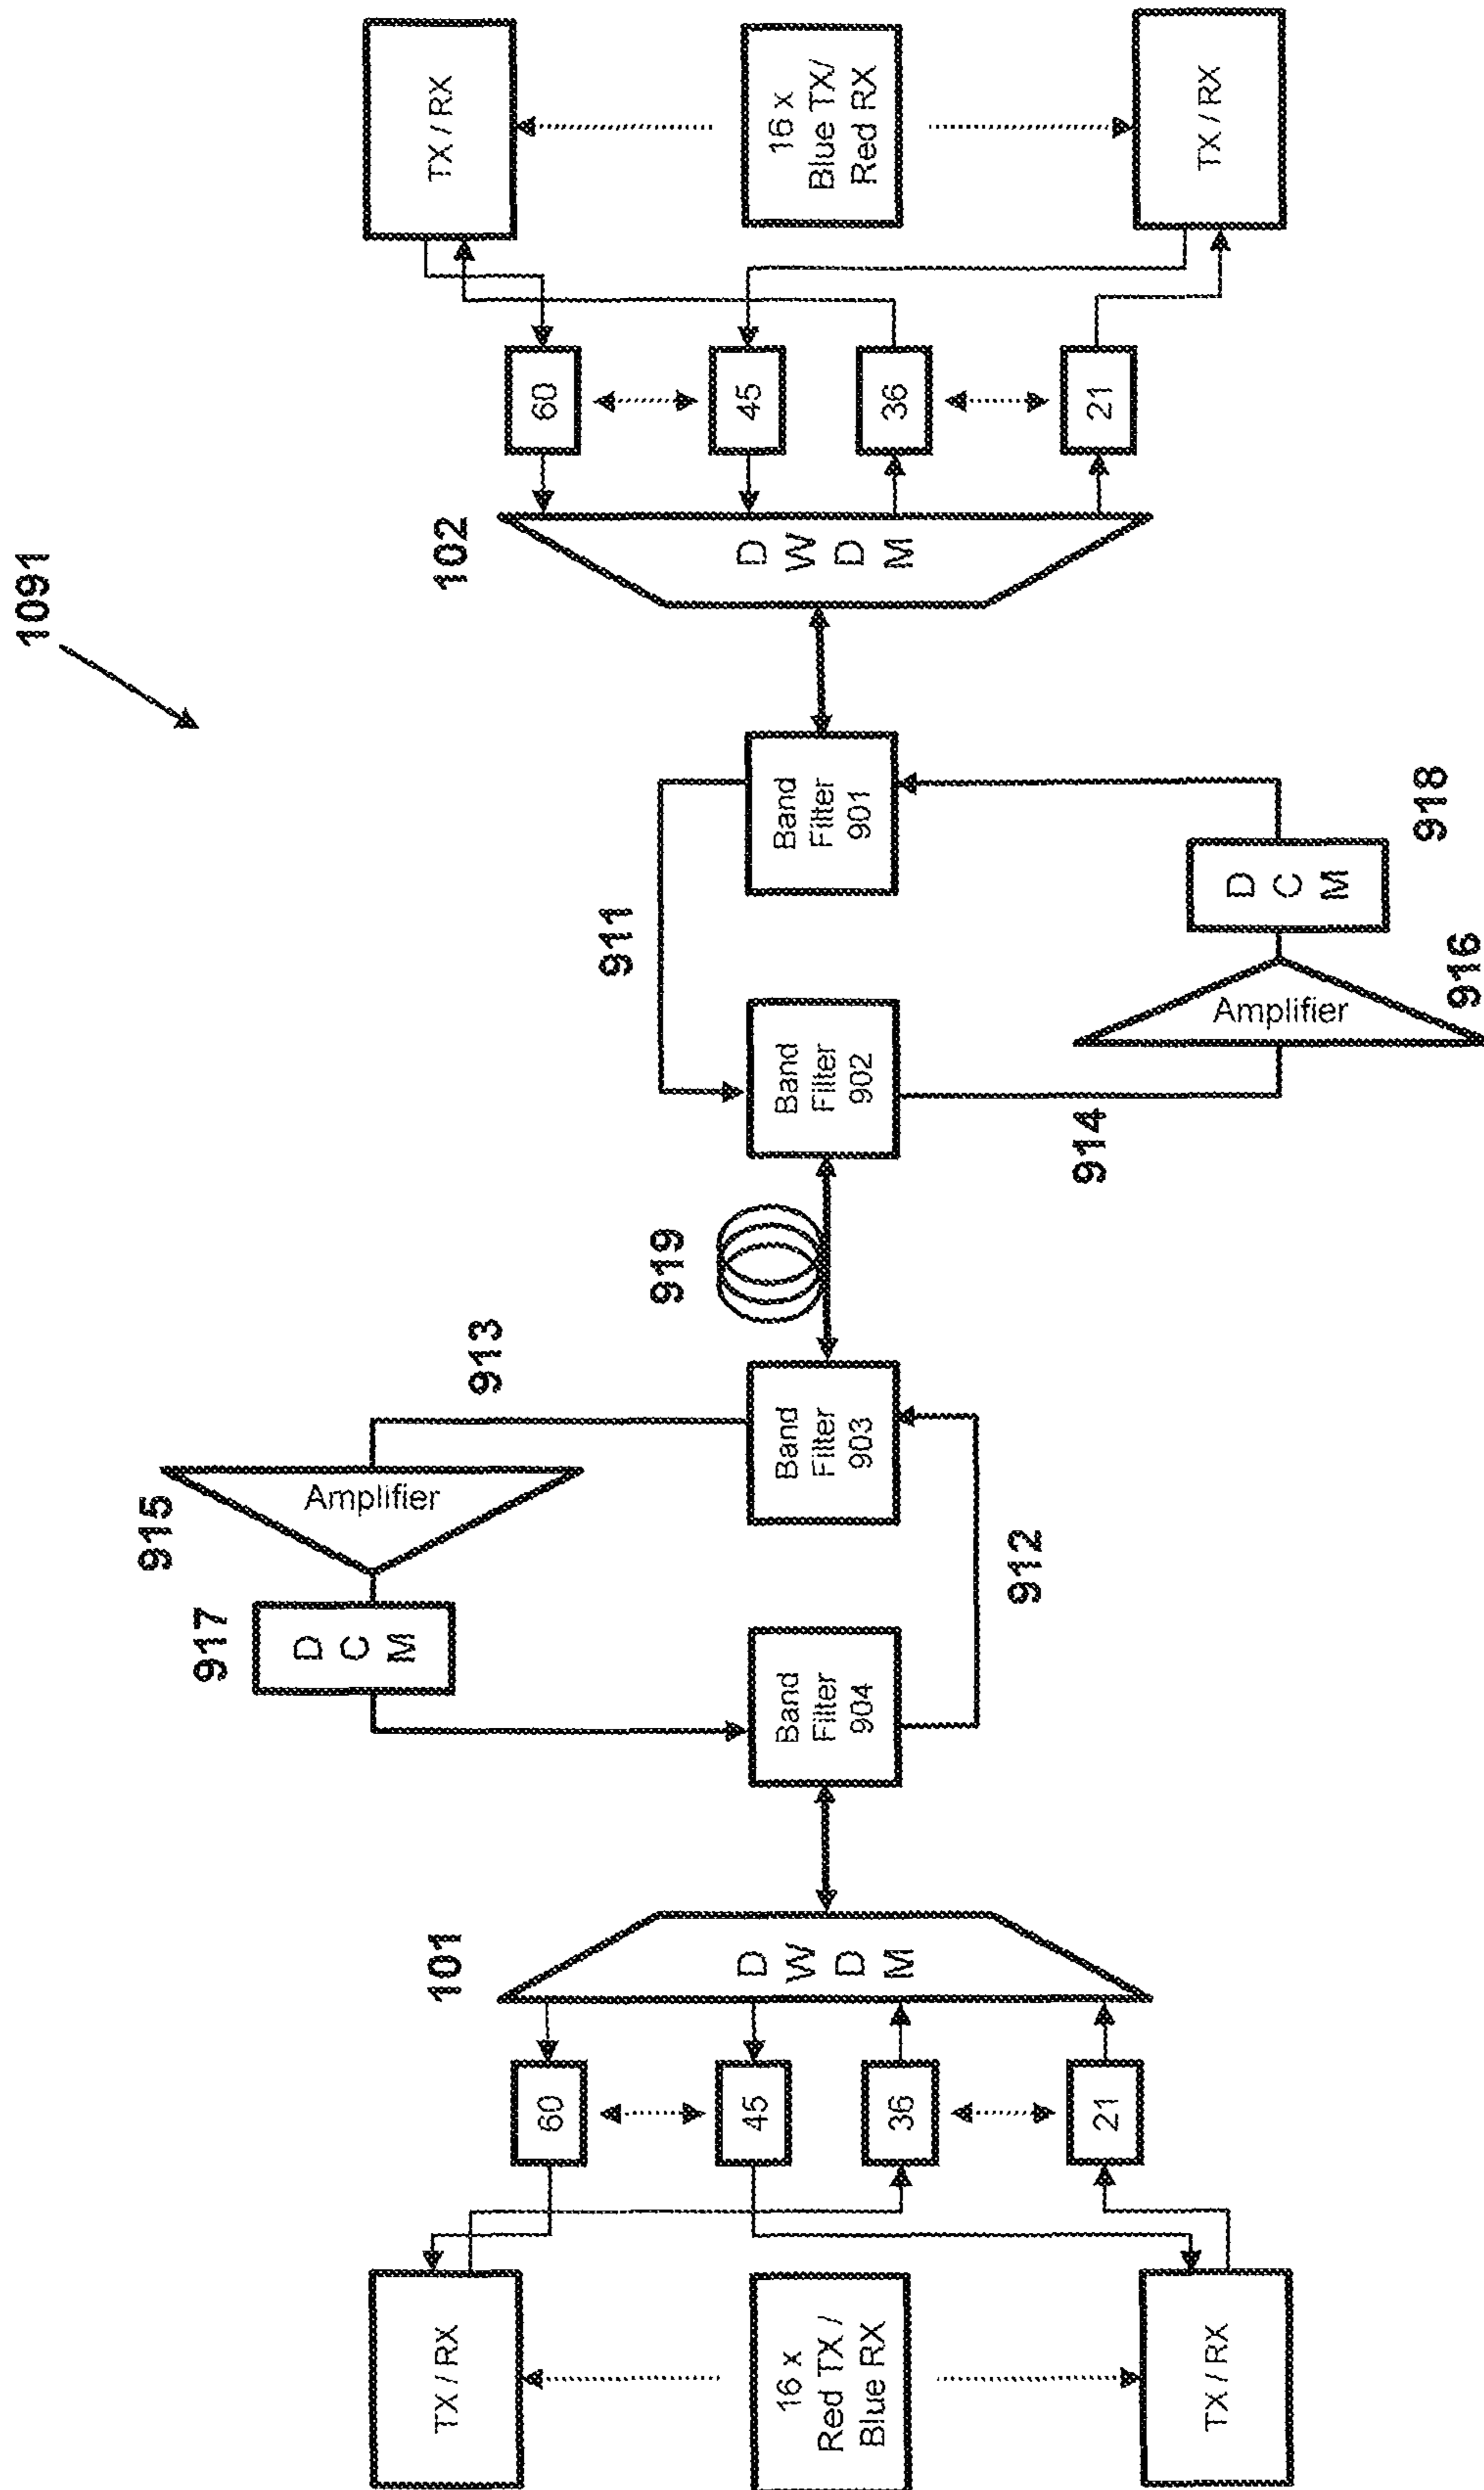 1091
TX / RX
16 x
Red TX /
Blue RX
TX / RX
60
45
36
21
101
D
W
D
M
917
D
C
M
915
Amplifier
913
Band
Filter
904
912
Band
Filter
903
919
Band
Filter
902
911
Band
Filter
901
914
Amplifier
916
D
C
M
918
102
D
W
D
M
60
45
36
21
TX / RX
16 x
Blue TX/
Red RX
TX / RX